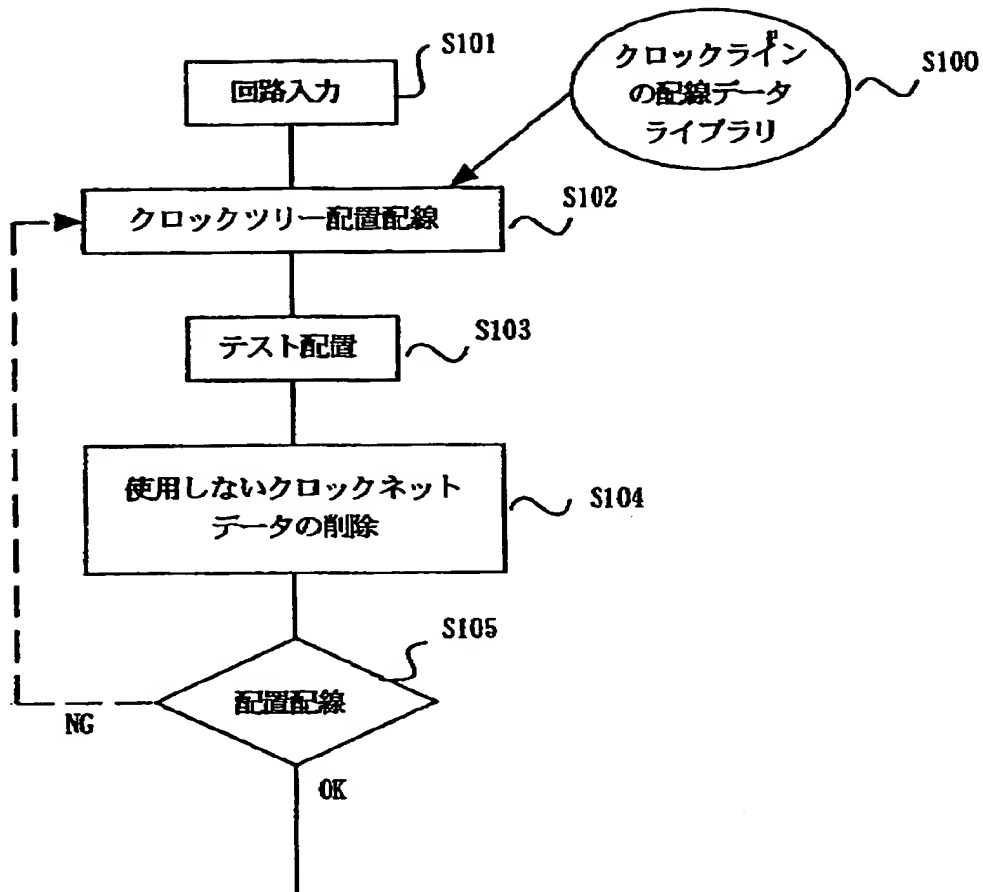 S101
回路入力
クロックライン
の配線データ
ライブラリ
S100
クロックツリー配置配線
S102
テスト配置
S103
使用しないクロックネット
データの削除
S104
S105
配置配線
NG
OK